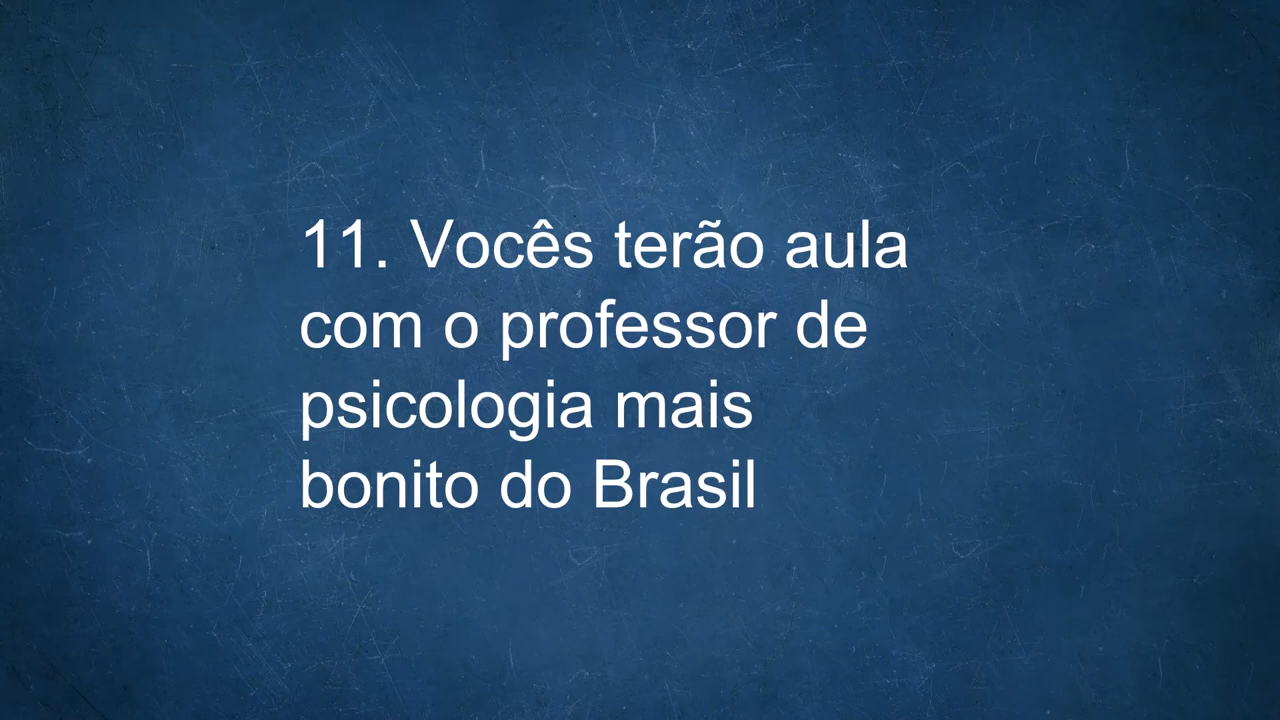 11. Vocês terão aula
com o professor de
psicologia mais
bonito do Brasil